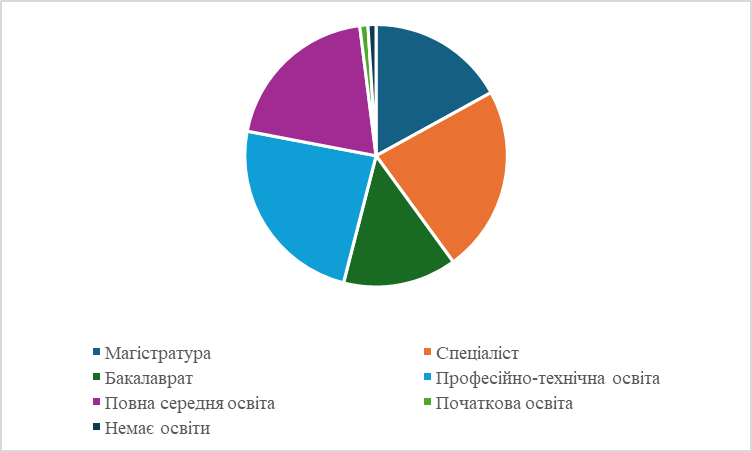 Магістратура
Спеціаліст
Бакалаврат
Професійно-технічна освіта
Повна середня освіта
Початкова освіта
Немає освіти